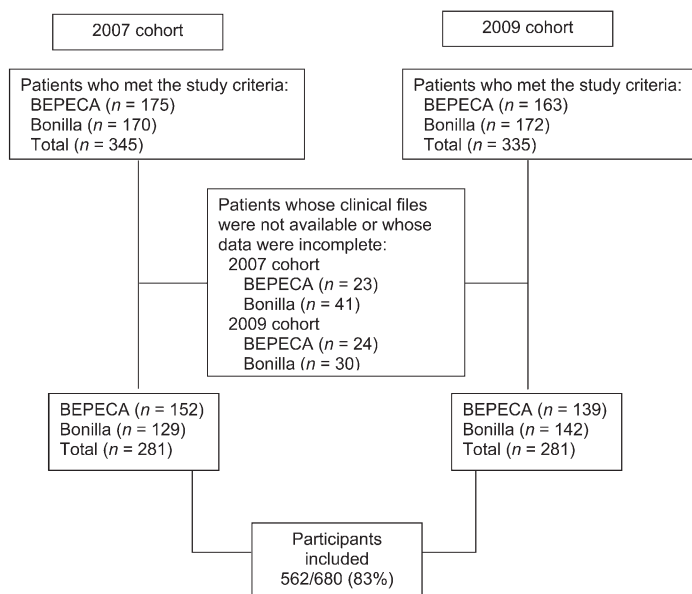 2007 cohort
2009 cohort
Patients who met the study criteria:
BEPECA (n = 175)
Bonilla (n = 170)
Total (n = 345)
Patients who met the study criteria:
BEPECA (n = 163)
Bonilla (n = 172)
Total (n = 335)
Patients whose clinical files
were not available or whose
data were incomplete:
2007 cohort
BEPECA (n = 23)
Bonilla (n = 41)
2009 cohort
BEPECA (n = 24)
Bonilla (n = 30)
BEPECA (n = 152)
Bonilla (n = 129)
Total (n = 281)
BEPECA (n = 139)
Bonilla (n = 142)
Total (n = 281)
Participants
included
562/680 (83%)